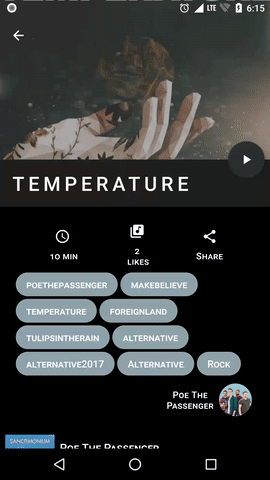 LTE 6:15
TEMPERATURE
10 MIN
2
LIKES
SHARE
POETHEPASSENGER MAKEBELIEVE
TEMPERATURE FOREIGNLAND
TULIPSINTHERAIN ALTERNATIVE
ALTERNATIVE2017 ALTERNATIVE ROCK
POE THE
PASSENGER
SANCTIMONIUM
POE THE PASSENGER